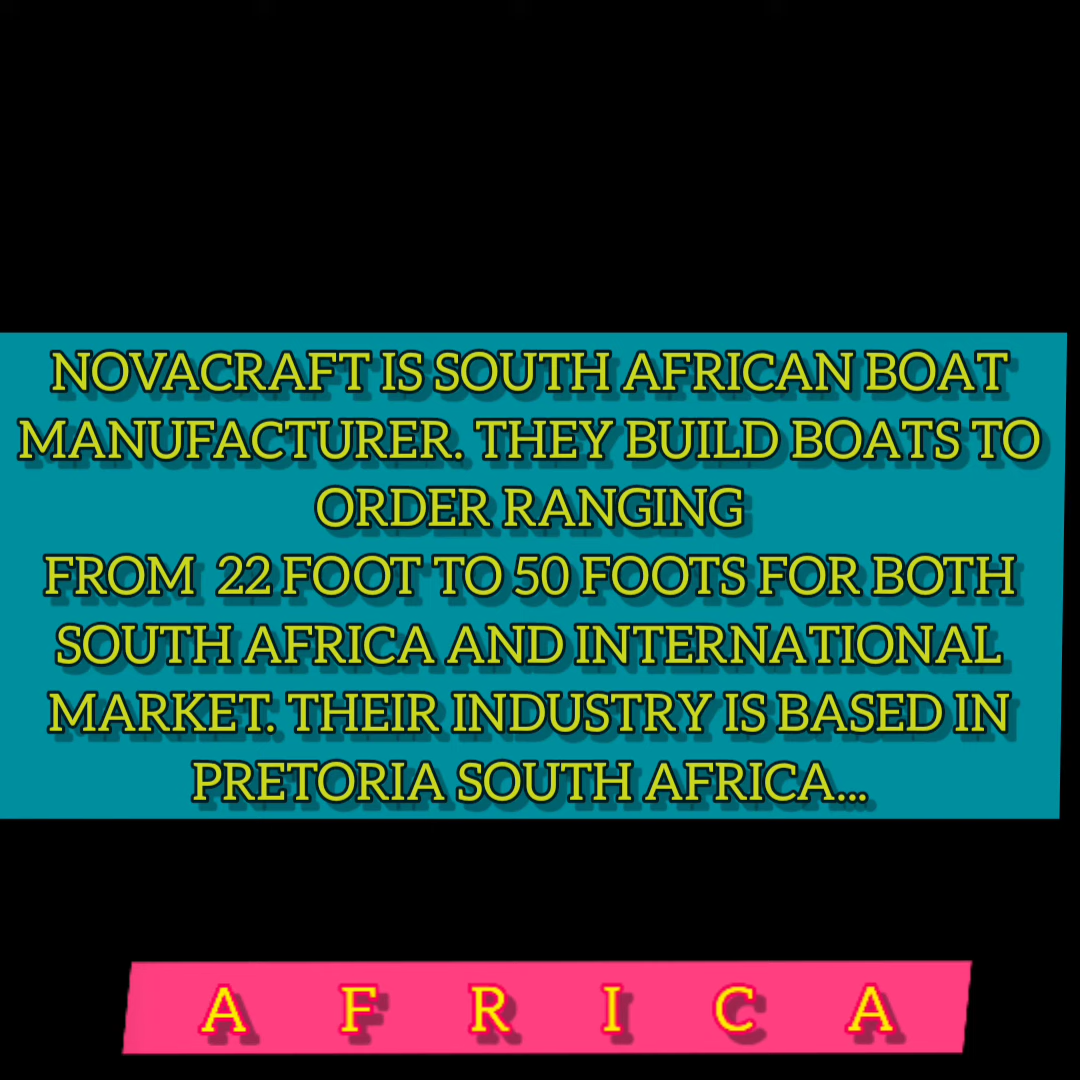 NOVACRAFT IS SOUTH AFRICAN BOAT
MANUFACTURER. THEY BUILD BOATS TO
ORDER RANGING
FROM  22 FOOT TO 50 FOOTS FOR BOTH
SOUTH AFRICA AND INTERNATIONAL
MARKET. THEIR INDUSTRY IS BASED IN
PRETORIA SOUTH AFRICA...
A F R I C A